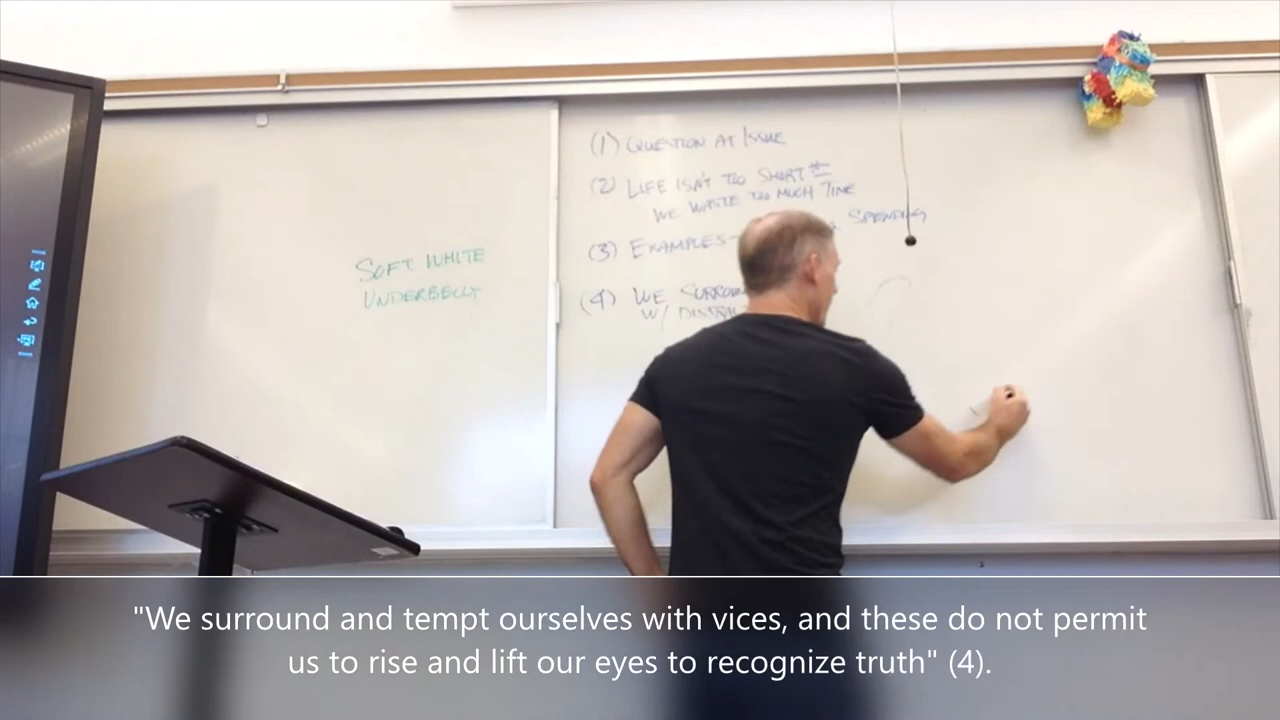 (1) QUESTION AT ISSUE
(2) LIFE ISN'T TOO SHORT
WE WASTE TOO MUCH TIME
SPENDING
(3) EXAMPLES-
(4) WE SURROU
W/ DISTRA
SOFT WHITE
UNDERBELLY
"We surround and tempt ourselves with vices, and these do not permit
us to rise and lift our eyes to recognize truth" (4).